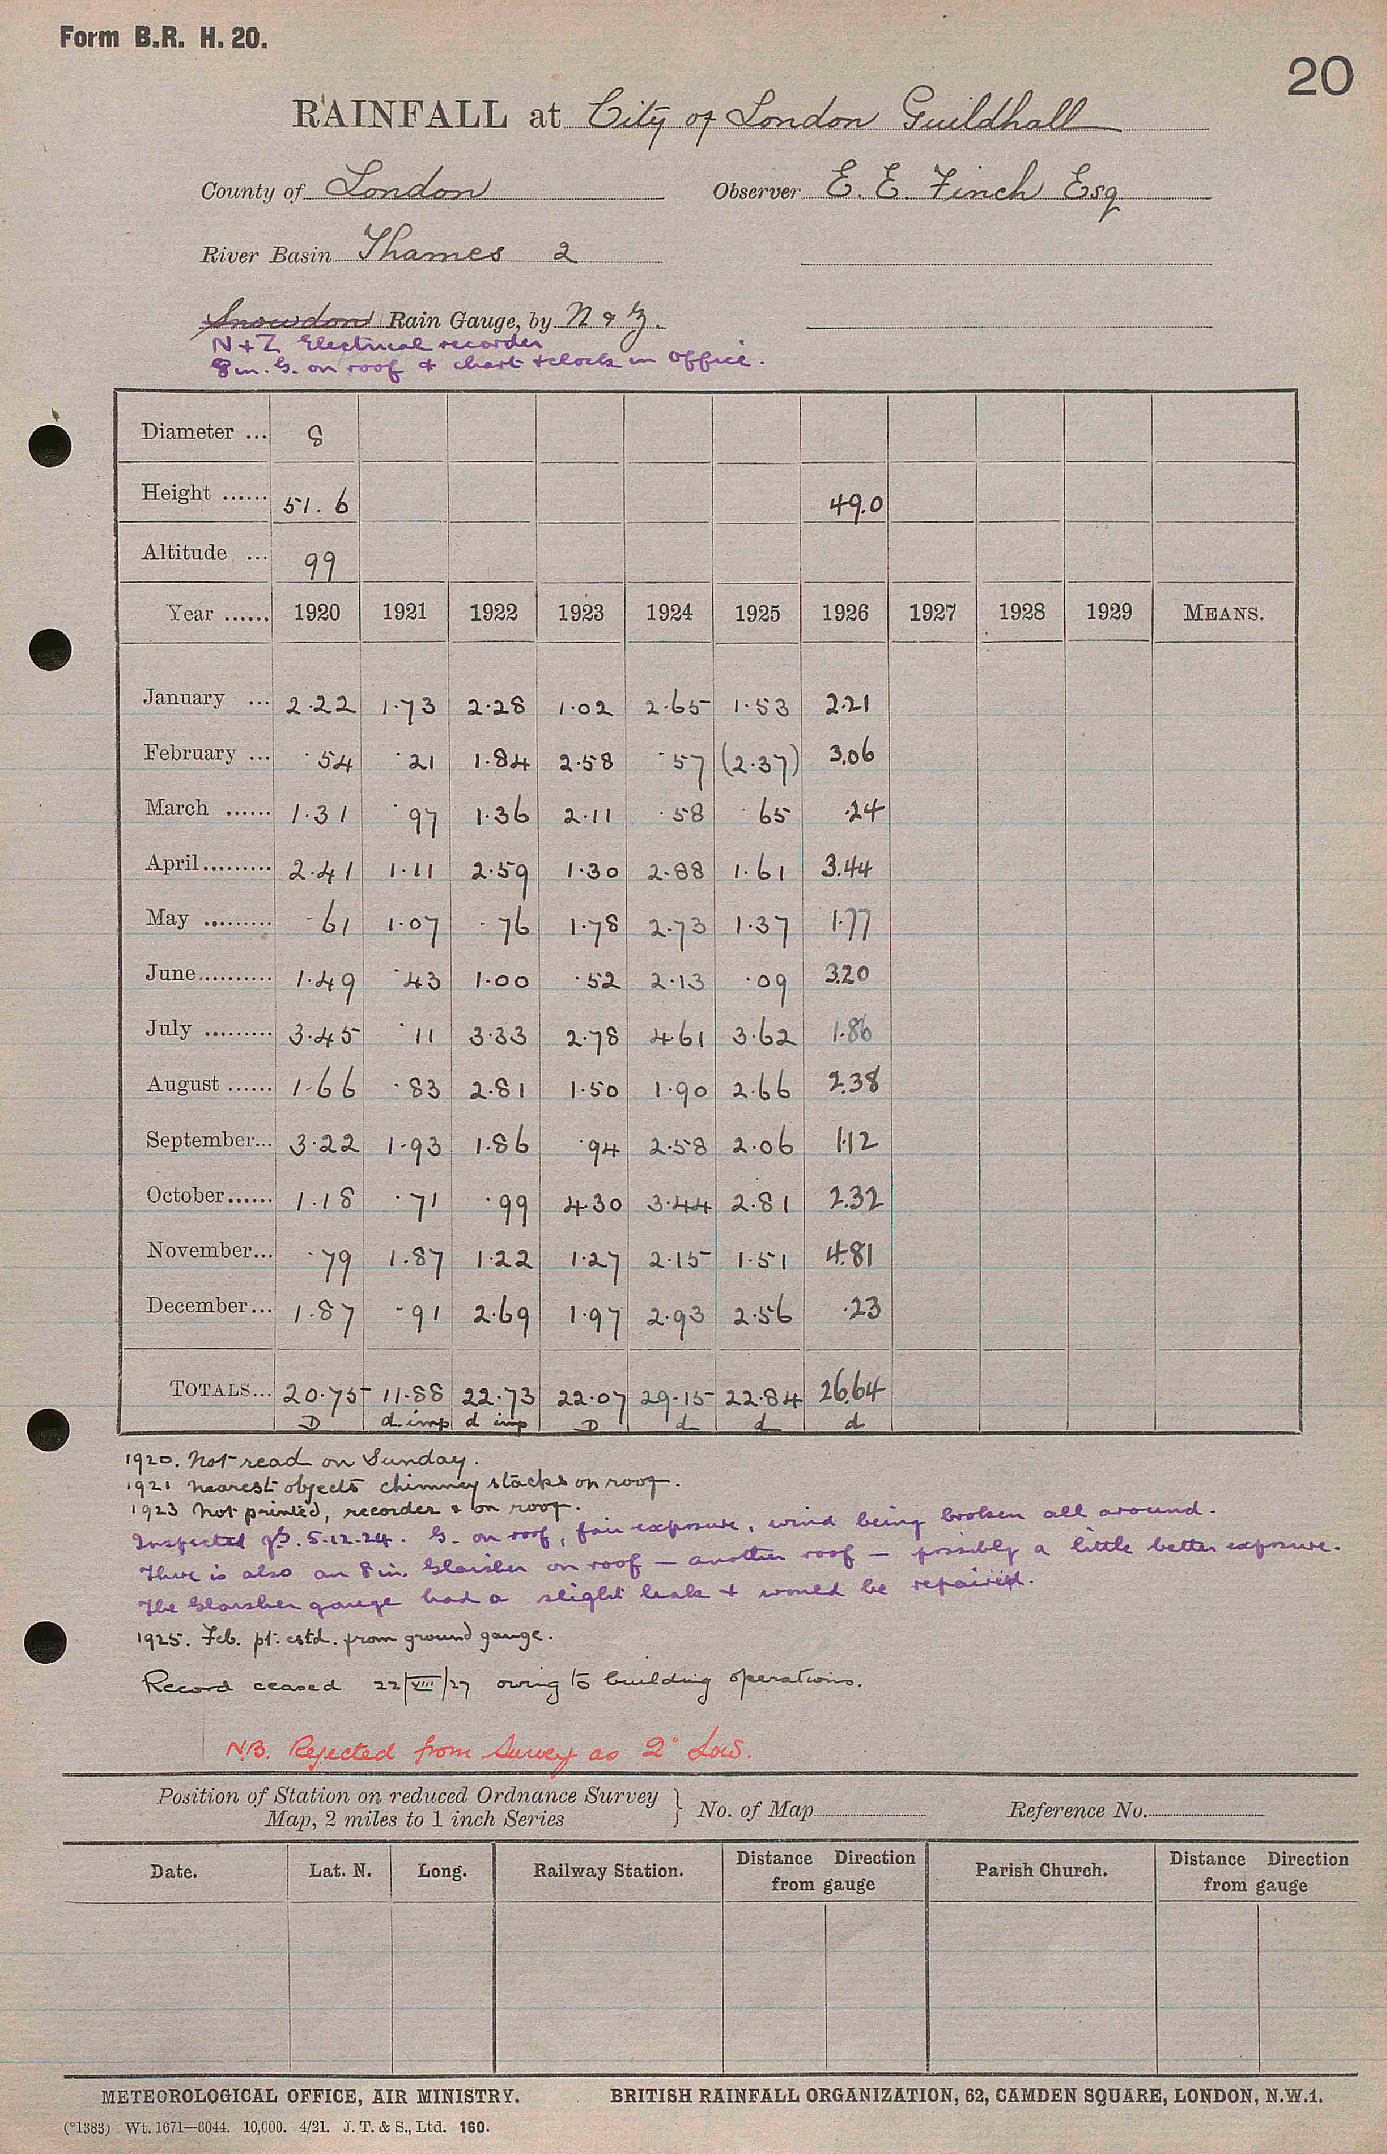 Form B.R. H. 20.
20
RAINFALL at City of London Guildhall
County of London Observer E. E. Finch Esq
River Basin Thames 2
Snowdon Rain Gauge, by N & Z.
N + Z Electrical recorder
8 in. G. on roof & chart + clock in office.
Diameter ... 8
Height ...... 51.6 49.0
Altitude ... 99
Year ...... 1920 1921 1922 1923 1924 1925 1926 1927 1928 1929 MEANS.
January ... 2.22 1.73 2.28 1.02 2.65 1.53 2.21
February ... .54 .21 1.84 2.58 .57 (2.37) 3.06
March ...... 1.31 .97 1.36 2.11 .58 .65 .24
April......... 2.41 1.11 2.59 1.30 2.88 1.61 3.44
May ......... .61 1.07 .76 1.78 2.73 1.37 1.77
June.......... 1.49 .43 1.00 .52 2.13 .09 3.20
July ......... 3.45 .11 3.33 2.78 4.61 3.62 1.86
August ...... 1.66 .83 2.81 1.50 1.90 2.66 2.38
September... 3.22 1.93 1.86 .94 2.58 2.06 1.12
October...... 1.18 .71 .99 4.30 3.44 2.81 2.32
November... .79 1.87 1.22 1.27 2.15 1.51 4.81
December... 1.87 .91 2.69 1.97 2.93 2.56 .23
TOTALS... 20.75 11.88 22.73 22.07 29.15 22.84 26.64
D d imp d imp D d d d
1920. Not read on Sunday.
1921 nearest objects chimney stacks on roof.
1923 Not printed, recorder & on roof.
Inspected 5.12.24. G. on roof, fair exposure, wind being broken all around.
There is also an 8 in. Glaisher on roof — another roof — possibly a little better exposure.
The Glaisher gauge had a slight leak + would be repaired.
1925. Feb. pt. estd. from ground gauge.
Record ceased 22/VIII/27 owing to building operations.
N.B. Rejected from Survey as 2" Low.
Position of Station on reduced Ordnance Survey
Map, 2 miles to 1 inch Series } No. of Map Reference No.
Date. Lat. N. Long. Railway Station. Distance Direction from gauge Parish Church. Distance Direction from gauge
METEOROLOGICAL OFFICE, AIR MINISTRY. BRITISH RAINFALL ORGANIZATION, 62, CAMDEN SQUARE, LONDON, N.W.1.
(*1383) Wt. 1671—6044. 10,000. 4/21. J. T. & S., Ltd. 160.